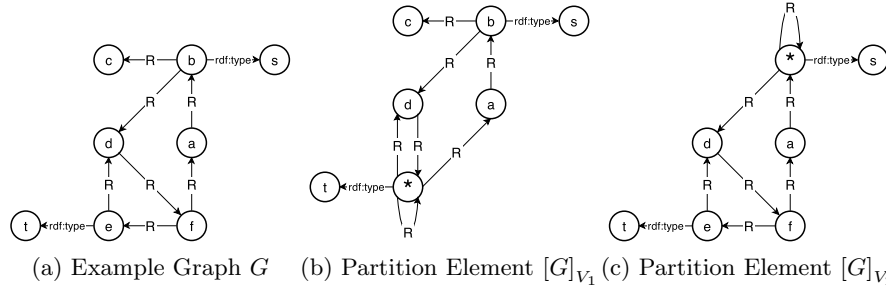 R
c R b rdf:type s
R
d R a
R R R
t rdf:type e R f
(a) Example Graph G
c R b rdf:type s
R R
d a
R R R
t rdf:type *
R
(b) Partition Element [G]V1
R
* rdf:type s
R R
d a
R R R
t rdf:type e R f
(c) Partition Element [G]V